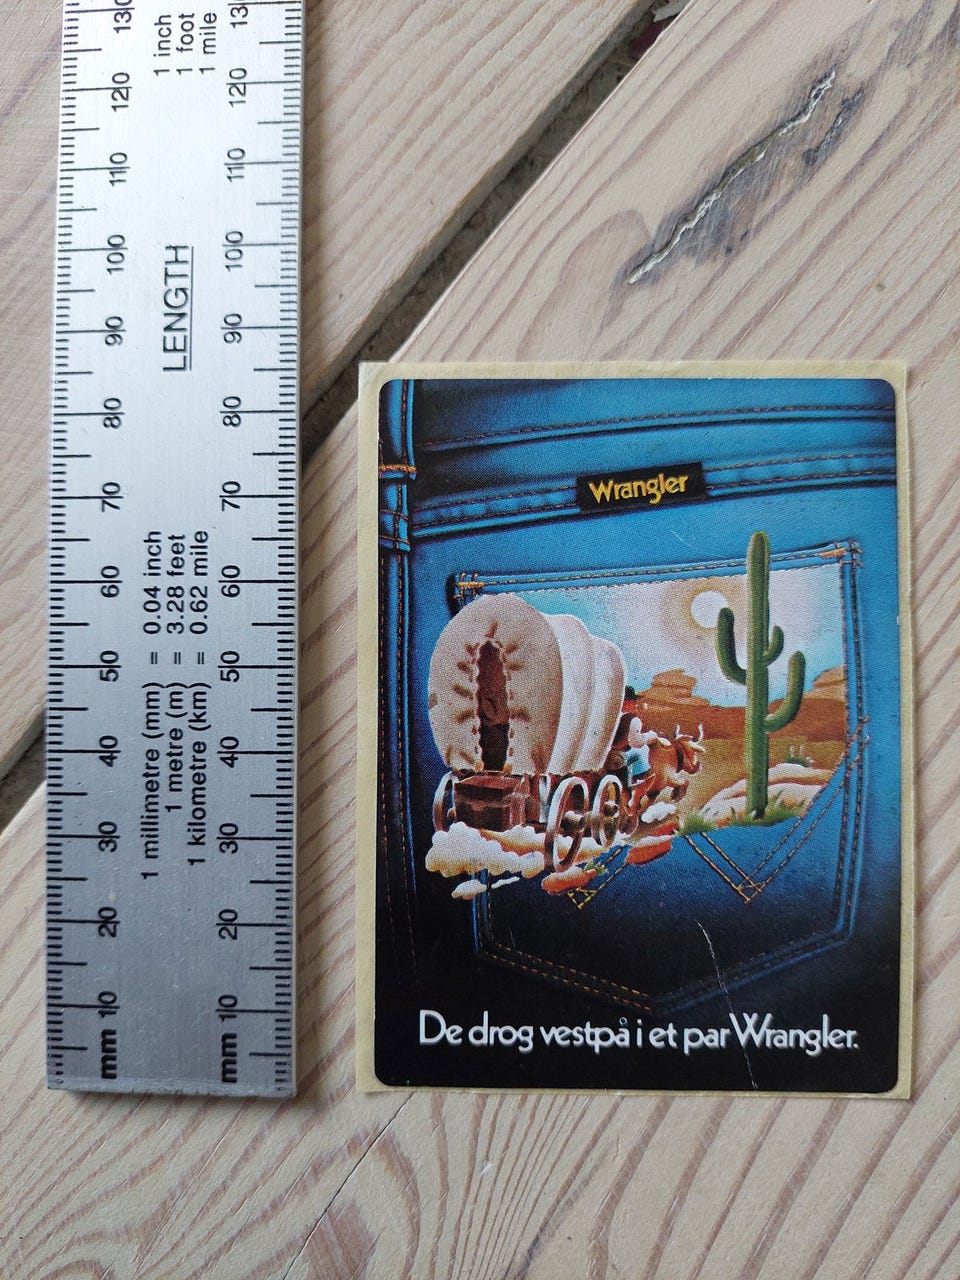 mm 10 20 30 40 50 60 70 80 90 100 110 120 130
1 millimetre (mm) = 0.04 inch
1 metre (m) = 3.28 feet
1 kilometre (km) = 0.62 mile
LENGTH
1 inch
1 foot
1 mile
mm 10 20 30 40 50 60 70 80 90 100 110 120 13
Wrangler
De drog vestpå i et par Wrangler.